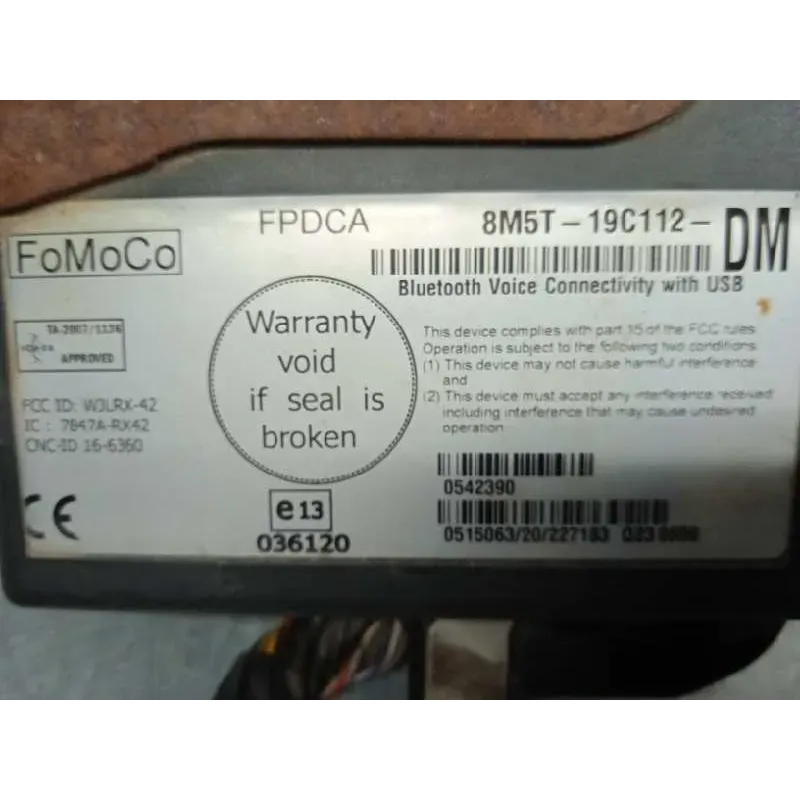 FPDCA
8M5T-19C112-DM
FoMoCo
Bluetooth Voice Connectivity with USB
TA-2007/1136
APPROVED
Warranty
void
if seal is
broken
This device complies with part 15 of the FCC rules
Operation is subject to the following two conditions
(1) This device may not cause harmful interference
and
(2) This device must accept any interference received
including interference that may cause undesired
operation
FCC ID: WJLRX-42
IC : 7847A-RX42
CNC-ID 16-6360
0542390
0515063/20/227183
CE
e13
036120